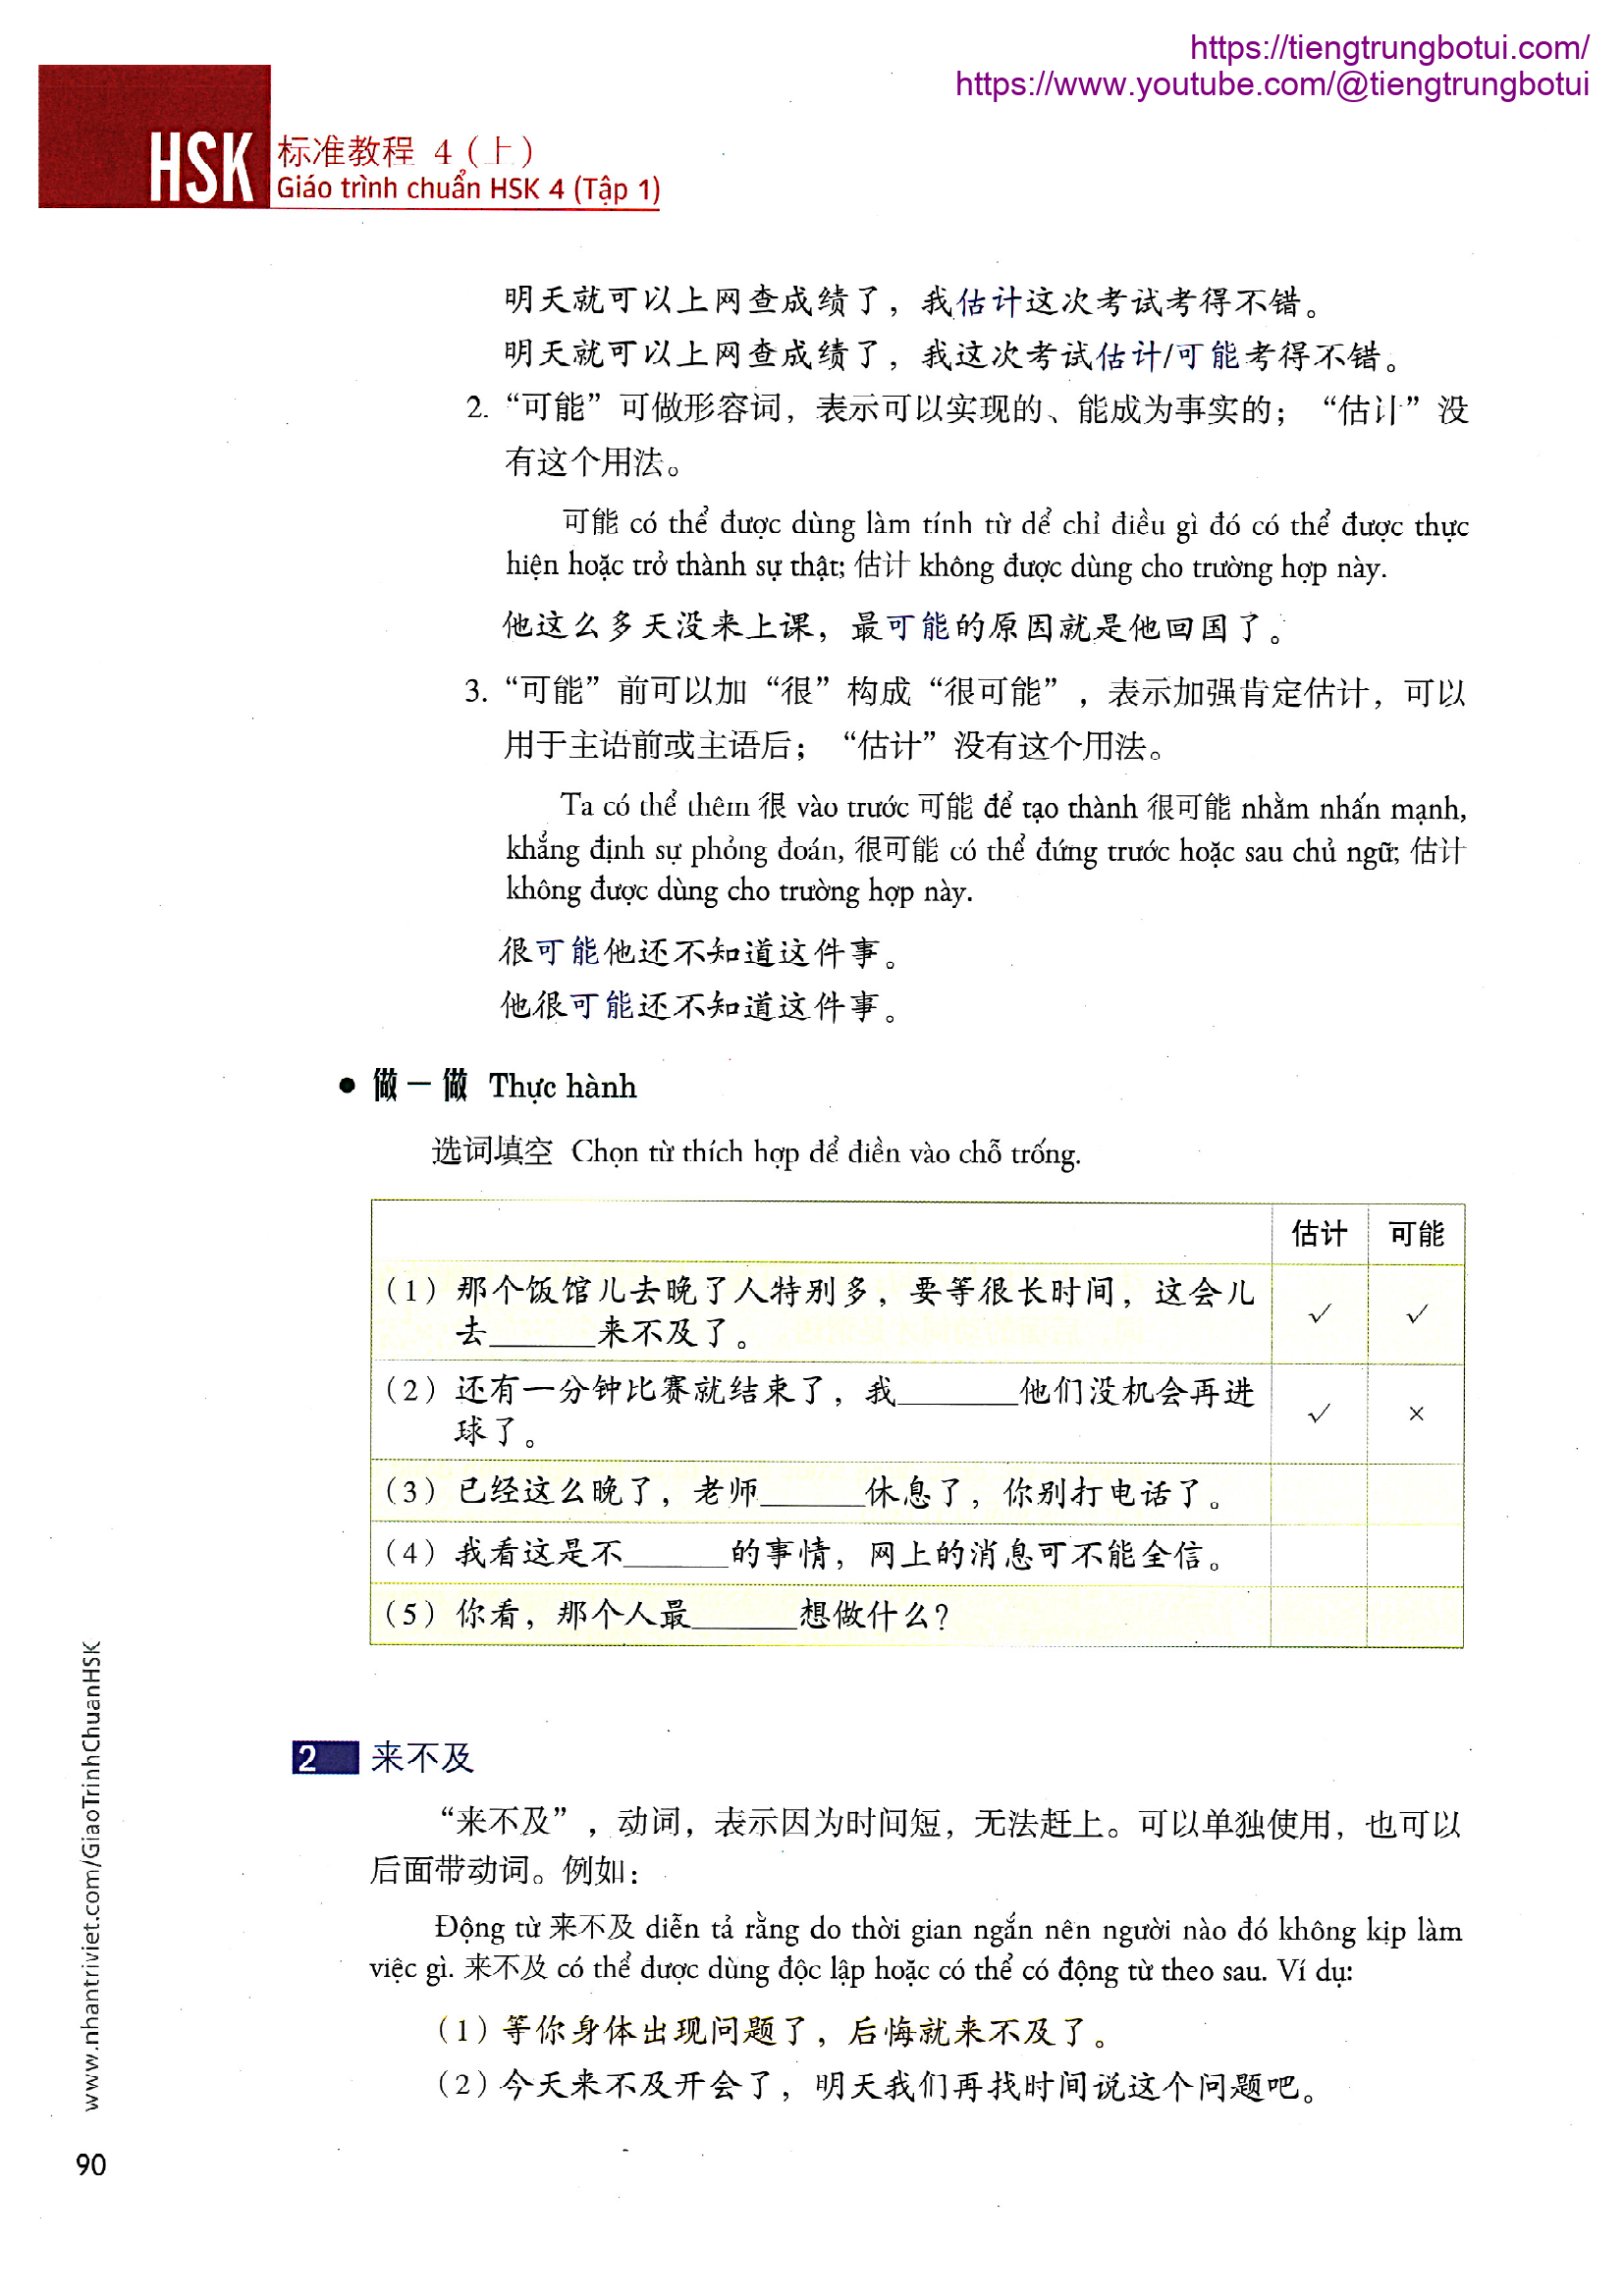 https://tiengtrungbotui.com/
https://www.youtube.com/@tiengtrungbotui
HSK 标准教程 4（上）
Giáo trình chuẩn HSK 4 (Tập 1)
明天就可以上网查成绩了，我估计这次考试考得不错。
明天就可以上网查成绩了，我这次考试估计/可能考得不错。
2. “可能”可做形容词，表示可以实现的、能成为事实的；“估计”没
有这个用法。
可能 có thể được dùng làm tính từ để chỉ điều gì đó có thể được thực
hiện hoặc trở thành sự thật; 估计 không được dùng cho trường hợp này.
他这么多天没来上课，最可能的原因就是他回国了。
3. “可能”前可以加“很”构成“很可能”，表示加强肯定估计，可以
用于主语前或主语后；“估计”没有这个用法。
Ta có thể thêm 很 vào trước 可能 để tạo thành 很可能 nhằm nhấn mạnh,
khẳng định sự phỏng đoán, 很可能 có thể đứng trước hoặc sau chủ ngữ; 估计
không được dùng cho trường hợp này.
很可能他还不知道这件事。
他很可能还不知道这件事。
● 做一做 Thực hành
选词填空 Chọn từ thích hợp để điền vào chỗ trống.
估计 可能
（1）那个饭馆儿去晚了人特别多，要等很长时间，这会儿
去______来不及了。 √ √
（2）还有一分钟比赛就结束了，我______他们没机会再进
球了。 √ ×
（3）已经这么晚了，老师______休息了，你别打电话了。
（4）我看这是不______的事情，网上的消息可不能全信。
（5）你看，那个人最______想做什么？
2 来不及
“来不及”，动词，表示因为时间短，无法赶上。可以单独使用，也可以
后面带动词。例如：
Động từ 来不及 diễn tả rằng do thời gian ngắn nên người nào đó không kịp làm
việc gì. 来不及 có thể được dùng độc lập hoặc có thể có động từ theo sau. Ví dụ:
（1）等你身体出现问题了，后悔就来不及了。
（2）今天来不及开会了，明天我们再找时间说这个问题吧。
www.nhantriviet.com/GiaoTrinhChuanHSK
90